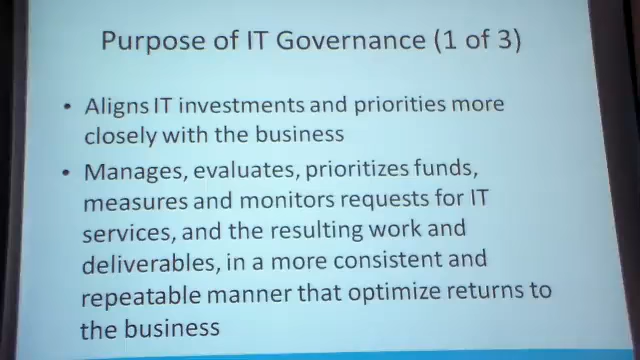 Purpose of IT Governance (1 of 3)
• Aligns IT investments and priorities more
closely with the business
• Manages, evaluates, prioritizes funds,
measures and monitors requests for IT
services, and the resulting work and
deliverables, in a more consistent and
repeatable manner that optimize returns to
the business